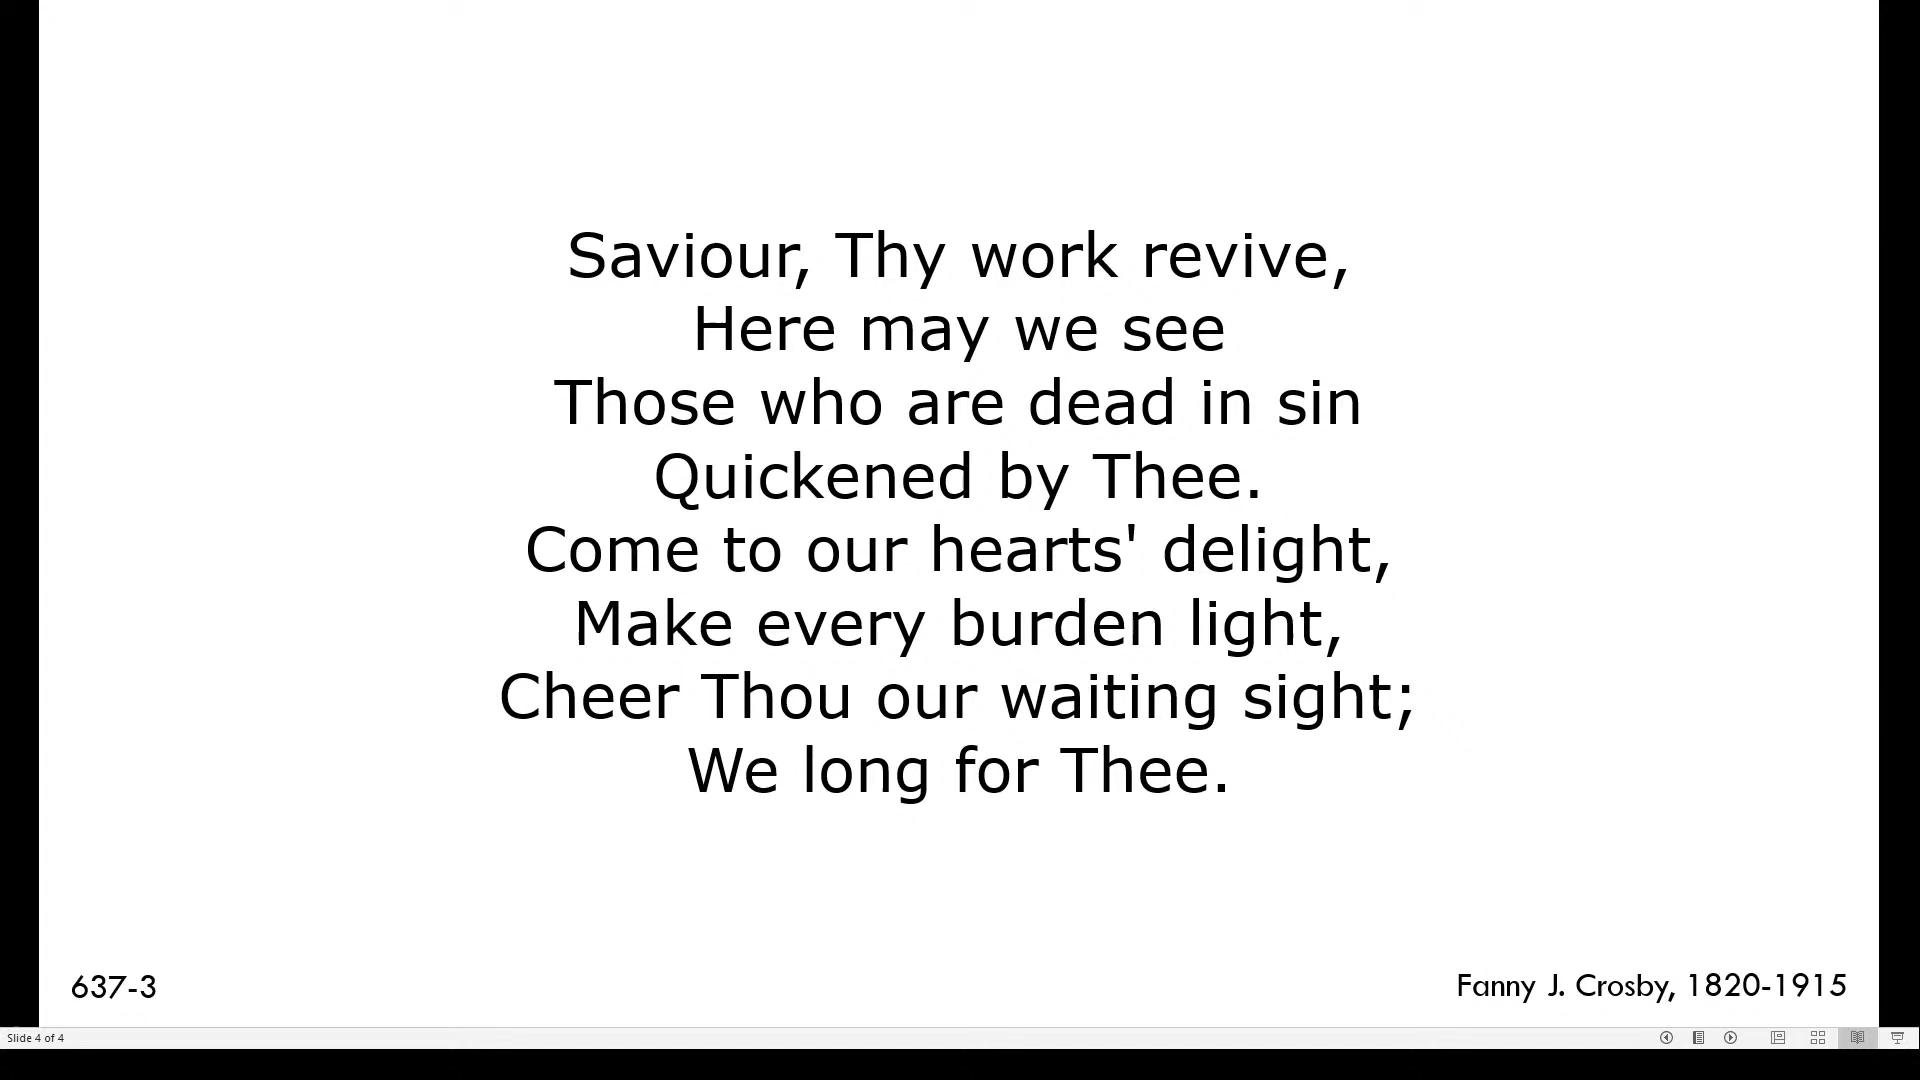 Saviour, Thy work revive,
Here may we see
Those who are dead in sin
Quickened by Thee.
Come to our hearts' delight,
Make every burden light,
Cheer Thou our waiting sight;
We long for Thee.
637-3
Fanny J. Crosby, 1820-1915
Slide 4 of 4